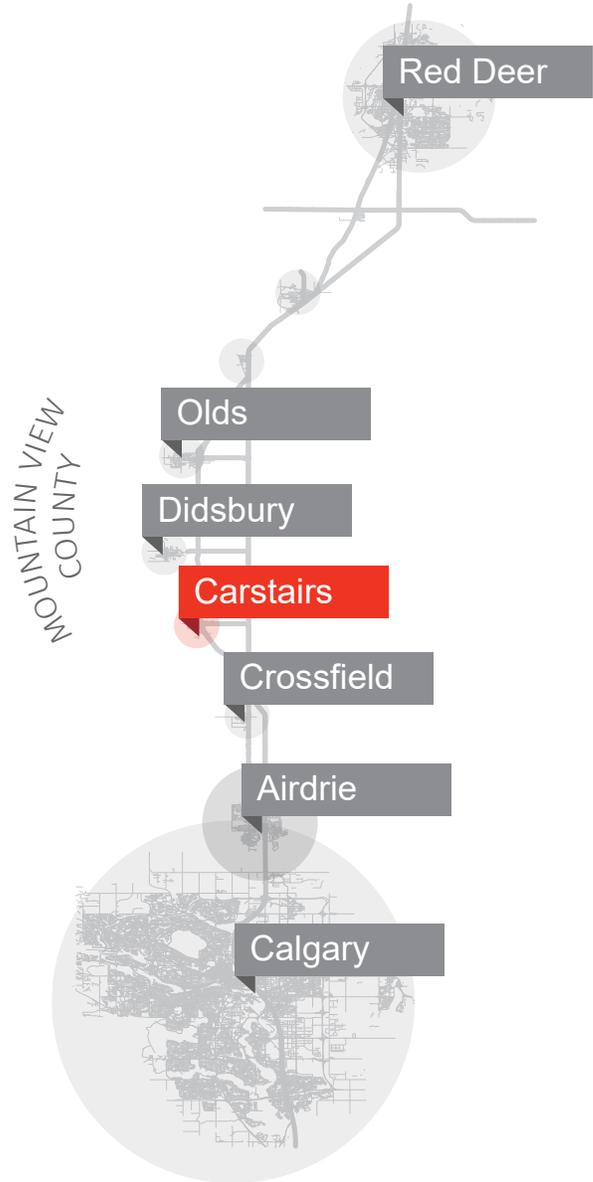 Red Deer
Olds
MOUNTAIN VIEW
COUNTY
Didsbury
Carstairs
Crossfield
Airdrie
Calgary